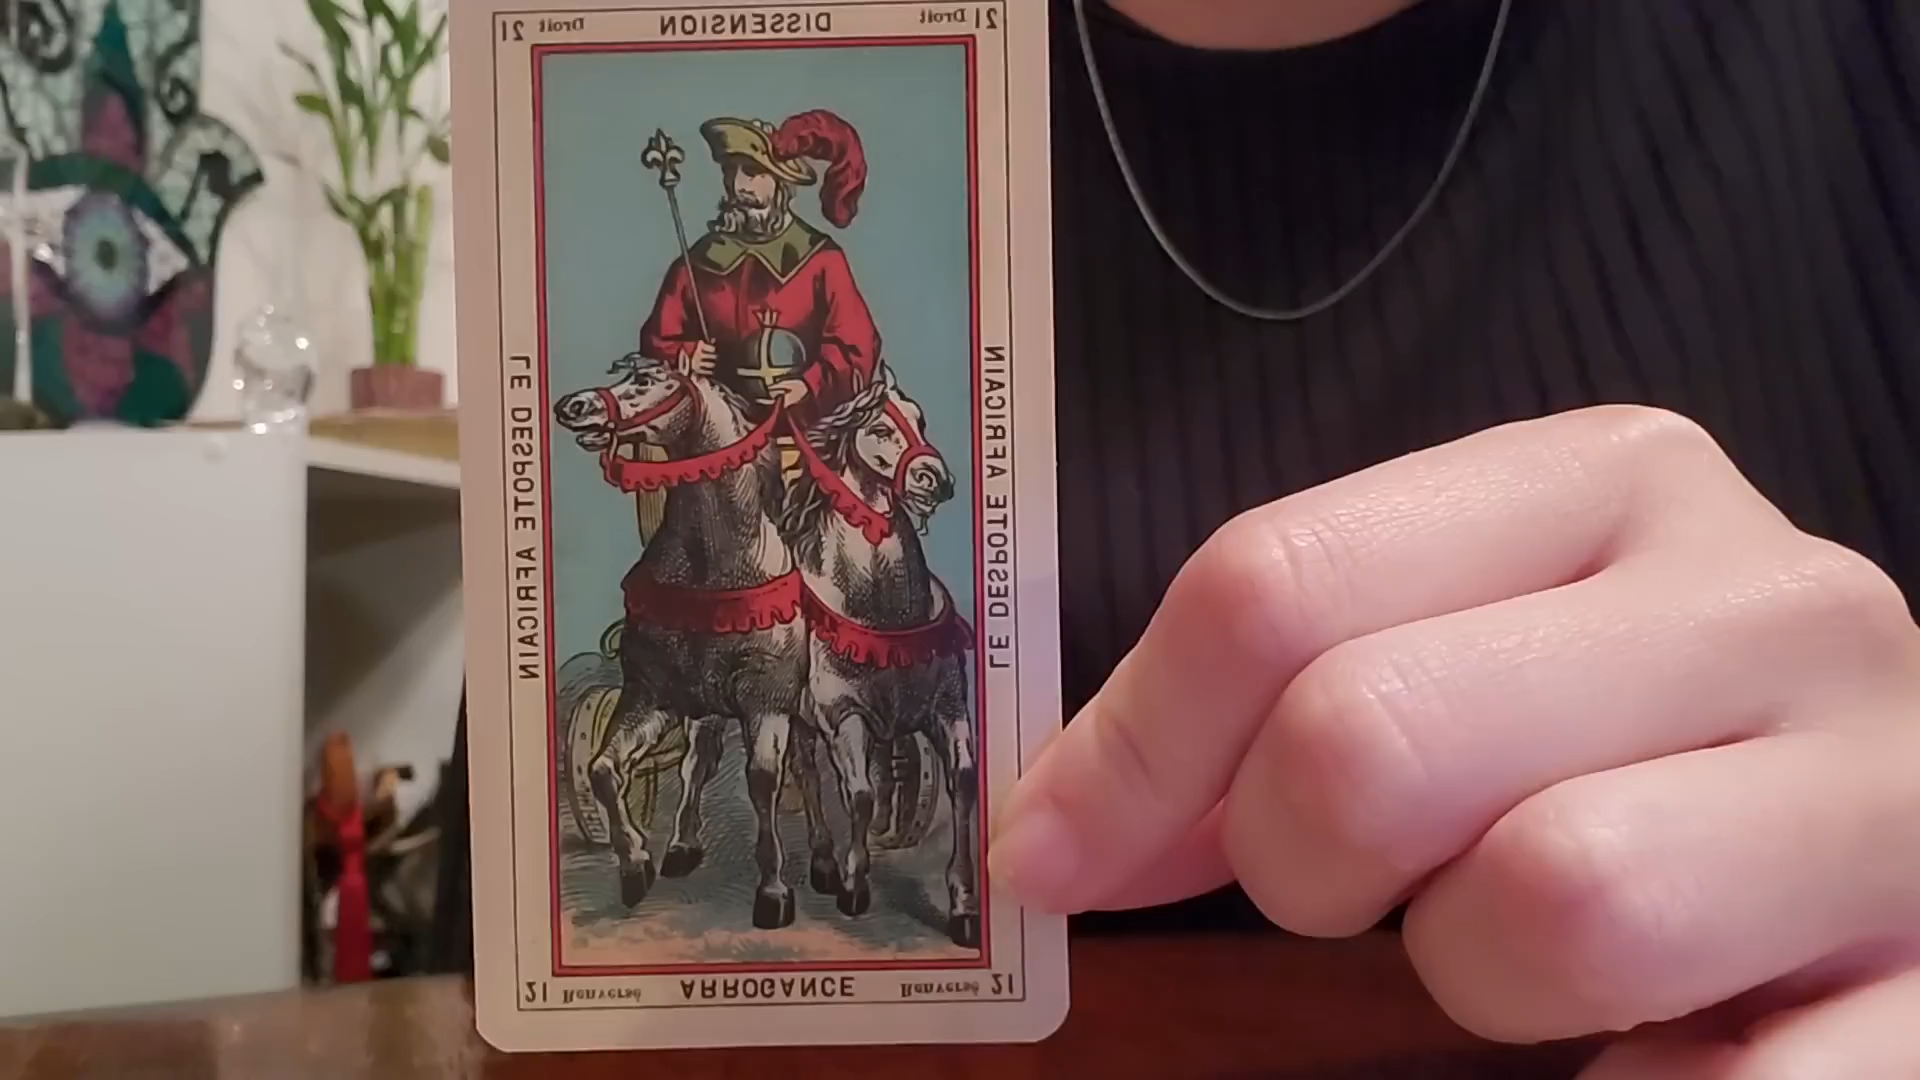 21 Droit DISSENSION Droit 21
LE DESPOTE AFRICAIN
LE DESPOTE AFRICAIN
21 Renversé ARROGANCE Renversé 21